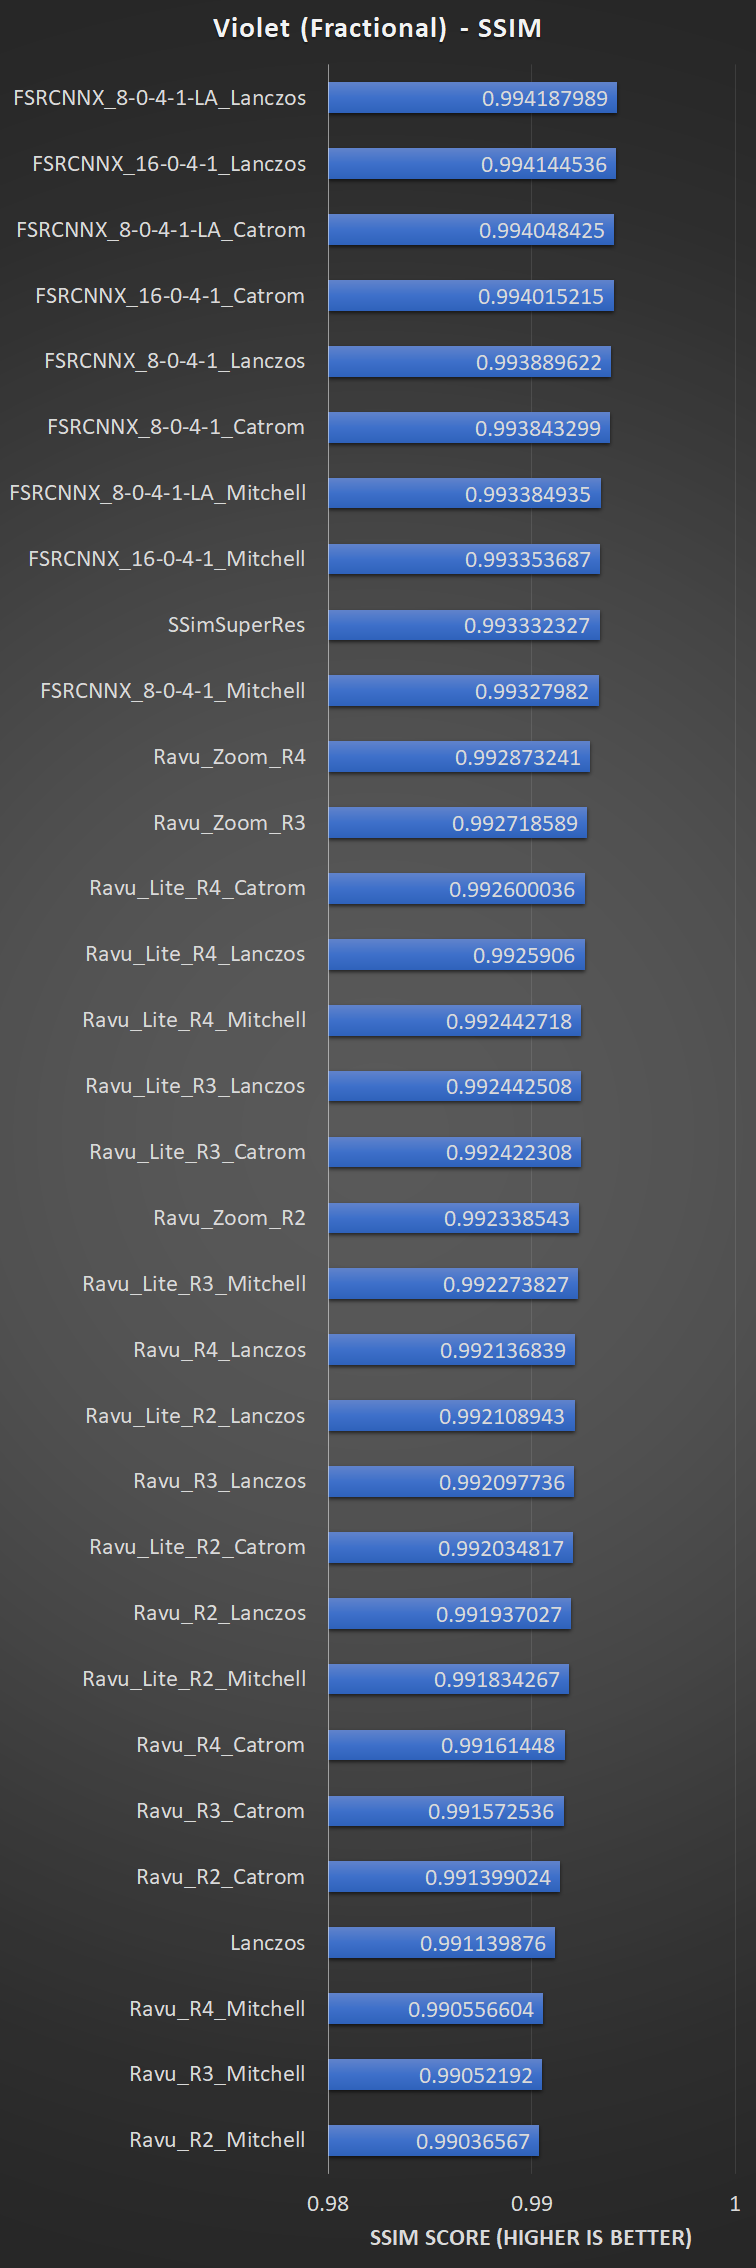 Violet (Fractional) - SSIM
FSRCNNX_8-0-4-1-LA_Lanczos 0.994187989
FSRCNNX_16-0-4-1_Lanczos 0.994144536
FSRCNNX_8-0-4-1-LA_Catrom 0.994048425
FSRCNNX_16-0-4-1_Catrom 0.994015215
FSRCNNX_8-0-4-1_Lanczos 0.993889622
FSRCNNX_8-0-4-1_Catrom 0.993843299
FSRCNNX_8-0-4-1-LA_Mitchell 0.993384935
FSRCNNX_16-0-4-1_Mitchell 0.993353687
SSimSuperRes 0.993332327
FSRCNNX_8-0-4-1_Mitchell 0.99327982
Ravu_Zoom_R4 0.992873241
Ravu_Zoom_R3 0.992718589
Ravu_Lite_R4_Catrom 0.992600036
Ravu_Lite_R4_Lanczos 0.9925906
Ravu_Lite_R4_Mitchell 0.992442718
Ravu_Lite_R3_Lanczos 0.992442508
Ravu_Lite_R3_Catrom 0.992422308
Ravu_Zoom_R2 0.992338543
Ravu_Lite_R3_Mitchell 0.992273827
Ravu_R4_Lanczos 0.992136839
Ravu_Lite_R2_Lanczos 0.992108943
Ravu_R3_Lanczos 0.992097736
Ravu_Lite_R2_Catrom 0.992034817
Ravu_R2_Lanczos 0.991937027
Ravu_Lite_R2_Mitchell 0.991834267
Ravu_R4_Catrom 0.99161448
Ravu_R3_Catrom 0.991572536
Ravu_R2_Catrom 0.991399024
Lanczos 0.991139876
Ravu_R4_Mitchell 0.990556604
Ravu_R3_Mitchell 0.99052192
Ravu_R2_Mitchell 0.99036567
0.98 0.99 1
SSIM SCORE (HIGHER IS BETTER)